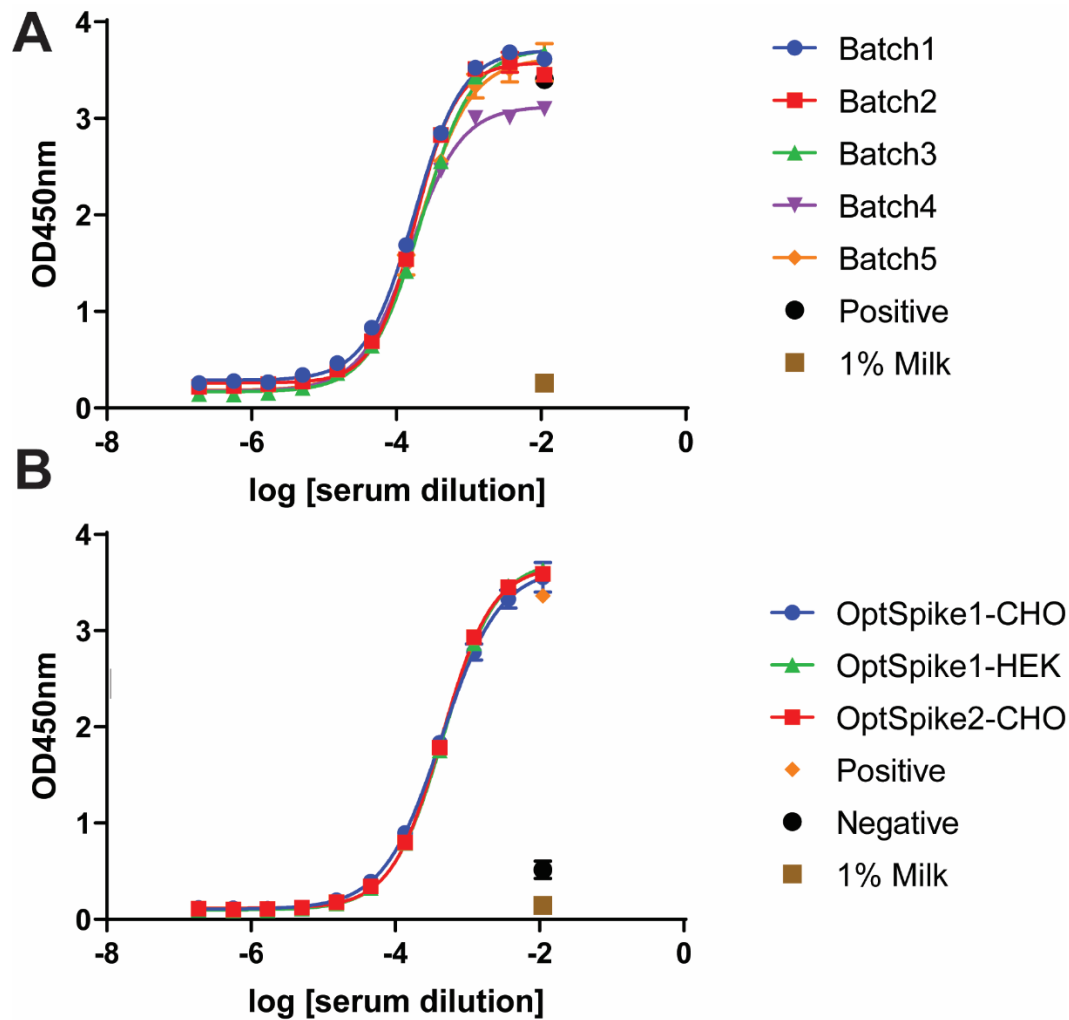 A
4
3
2
1
0
OD450nm
-8
-6
-4
-2
0
log [serum dilution]
Batch1
Batch2
Batch3
Batch4
Batch5
Positive
1% Milk
B
4
3
2
1
0
OD450nm
-8
-6
-4
-2
0
log [serum dilution]
OptSpike1-CHO
OptSpike1-HEK
OptSpike2-CHO
Positive
Negative
1% Milk